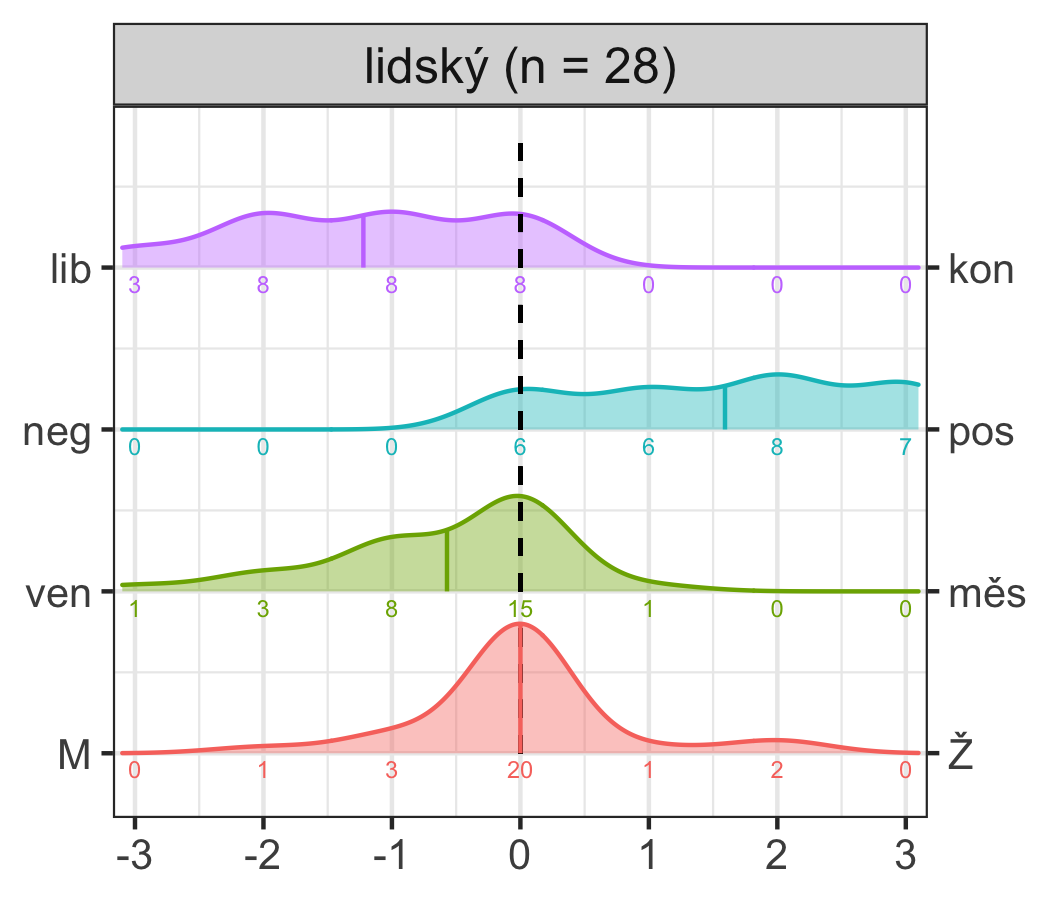 lidský (n = 28)
lib kon
3 8 8 8 0 0 0
neg pos
0 0 0 6 6 8 7
ven měs
1 3 8 15 1 0 0
M Ž
0 1 3 20 1 2 0
-3 -2 -1 0 1 2 3